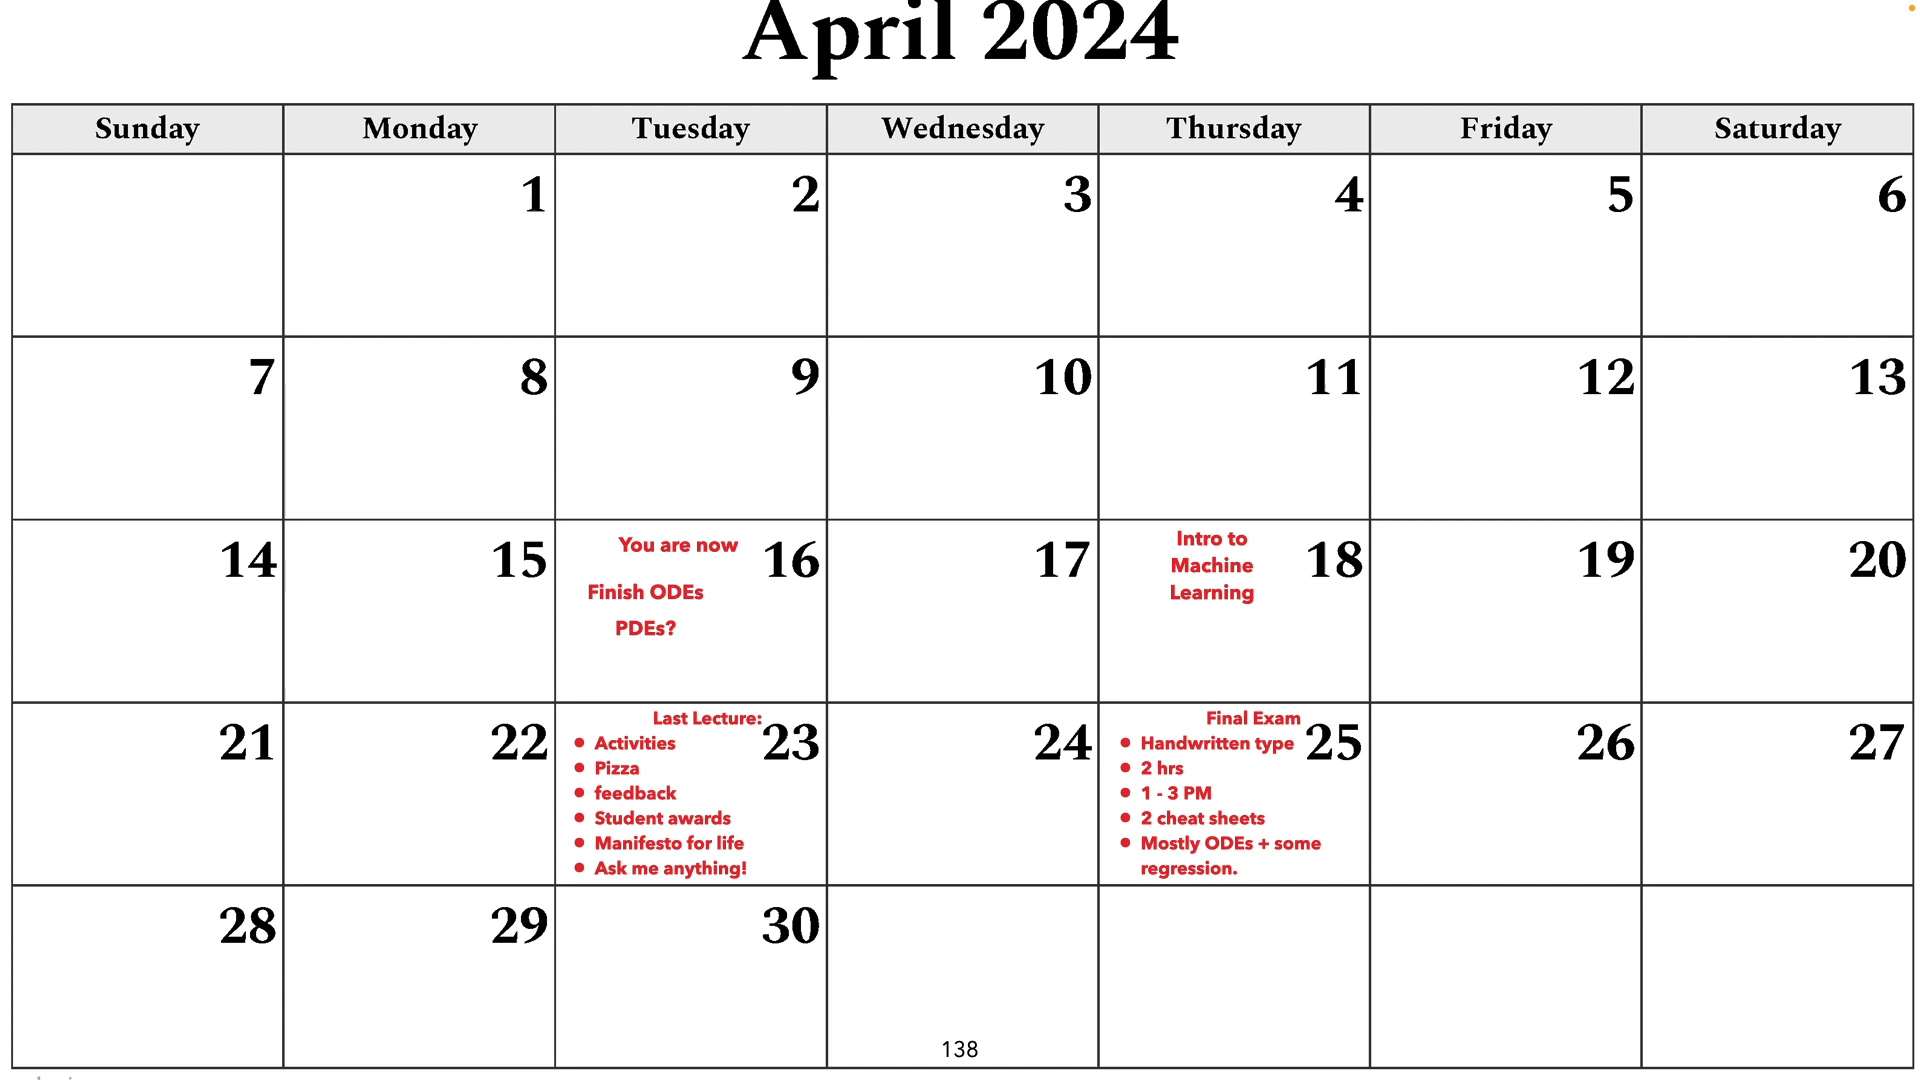 April 2024
Sunday Monday Tuesday Wednesday Thursday Friday Saturday
1 2 3 4 5 6
7 8 9 10 11 12 13
14 15 16 17 18 19 20
You are now
Finish ODEs
PDEs?
Intro to
Machine
Learning
21 22 23 24 25 26 27
Last Lecture:
• Activities
• Pizza
• feedback
• Student awards
• Manifesto for life
• Ask me anything!
Final Exam
• Handwritten type
• 2 hrs
• 1 - 3 PM
• 2 cheat sheets
• Mostly ODEs + some
regression.
28 29 30
138